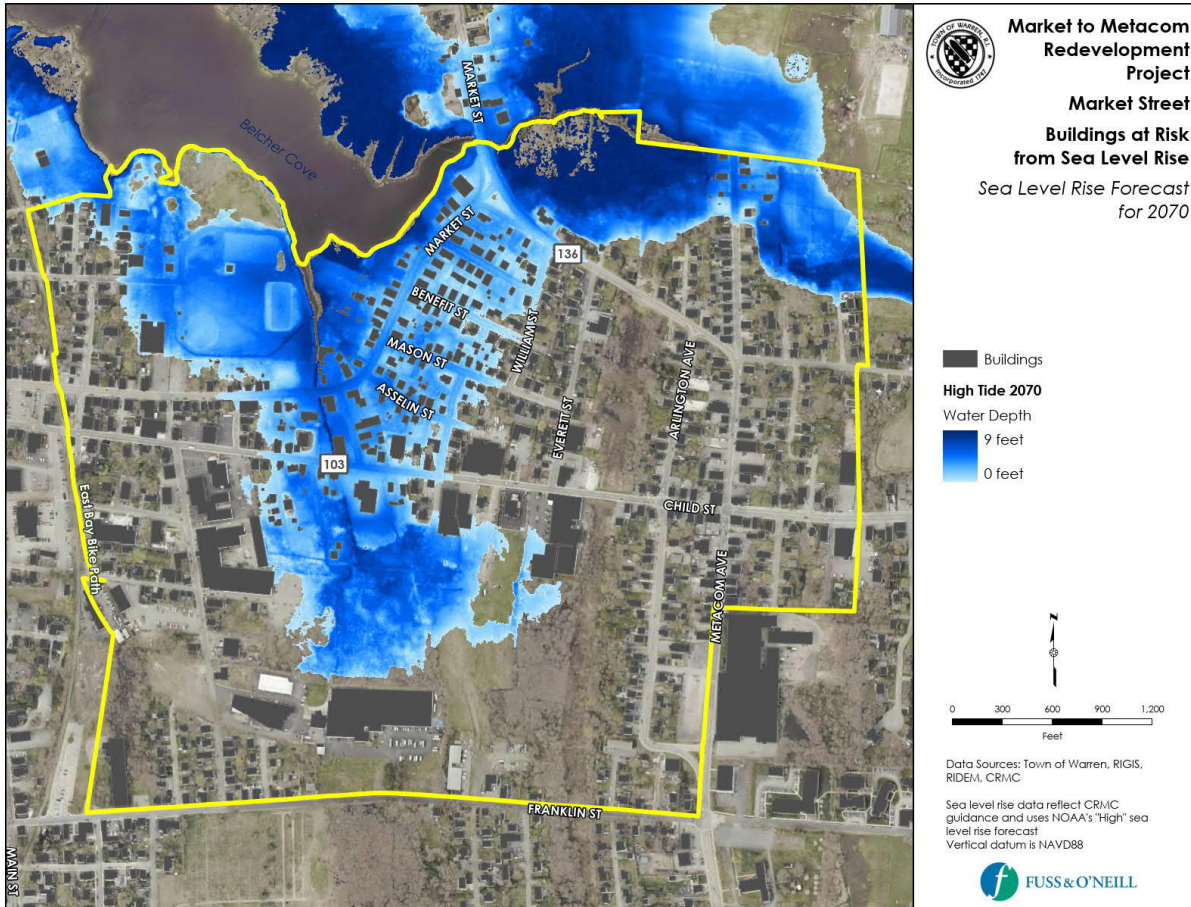 TOWN OF WARREN, R.I.
Incorporated 1747
Market to Metacom
Redevelopment
Project
Market Street
Buildings at Risk
from Sea Level Rise
Sea Level Rise Forecast
for 2070
MARKET ST
Belcher Cove
MARKET ST
136
BENEFIT ST
WILLIAM ST
MASON ST
ASSELIN ST
ARLINGTON AVE
EVERETT ST
103
CHILD ST
East Bay Bike Path
METACOM AVE
FRANKLIN ST
MAIN ST
Buildings
High Tide 2070
Water Depth
9 feet
0 feet
N
0 300 600 900 1,200
Feet
Data Sources: Town of Warren, RIGIS,
RIDEM, CRMC
Sea level rise data reflect CRMC
guidance and uses NOAA's "High" sea
level rise forecast
Vertical datum is NAVD88
f FUSS & O'NEILL